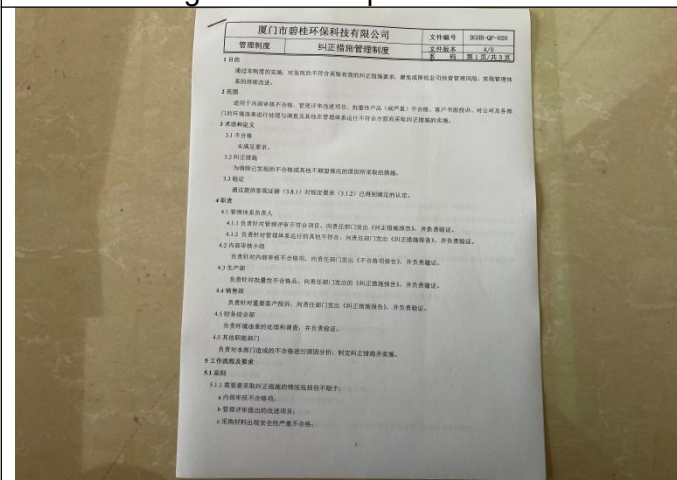 厦门市碧桂环保科技有限公司
文件编号 BGHB-QP-020
管理制度 纠正措施管理制度
文件版本 A/0
页 码 第1页/共3页
1 目的
通过本制度的实施，对发现的不符合采取有效的纠正措施要求，避免或降低公司经营管理风险，实现管理体
系的持续改进。
2 范围
适用于内部审核不合格、管理评审改进项目、批量性产品（或严重）不合格、客户书面投诉、对公司及各部
门的环境违章进行处理与调查及其他在管理体系运行不符合方面的采取纠正措施的实施。
3 术语和定义
3.1 不合格
未满足要求。
3.2 纠正措施
为消除已发现的不合格或其他不期望情况的原因所采取的措施。
3.3 验证
通过提供客观证据（3.8.1）对规定要求（3.1.2）已得到满足的认定。
4 职责
4.1 管理体系负责人
4.1.1 负责针对管理评审不符合项目，向责任部门发出《纠正措施报告》，并负责验证。
4.1.2 负责针对管理体系运行的其他不符合，向责任部门发出《纠正措施报告》，并负责验证。
4.2 内部审核小组
负责针对内部审核不合格项，向责任部门发出《不合格项报告》，并负责验证。
4.3 生产部
负责针对批量性不合格品，向责任部门发出的《纠正措施报告》，并负责验证。
4.4 销售部
负责针对重要客户投诉，向责任部门发出《纠正措施报告》，并负责验证。
4.5 财务综合部
负责环境违章的处理和调查，并负责验证。
4.5 其他职能部门
负责对本部门造成的不合格进行原因分析，制定纠正措施并实施。
5 工作流程及要求
5.1 总则
5.1.1 需要要采取纠正措施的情况包括但不限于：
a 内部审核不合格项；
b 管理评审提出的改进项目；
c 采购材料出现安全性严重不合格；
1